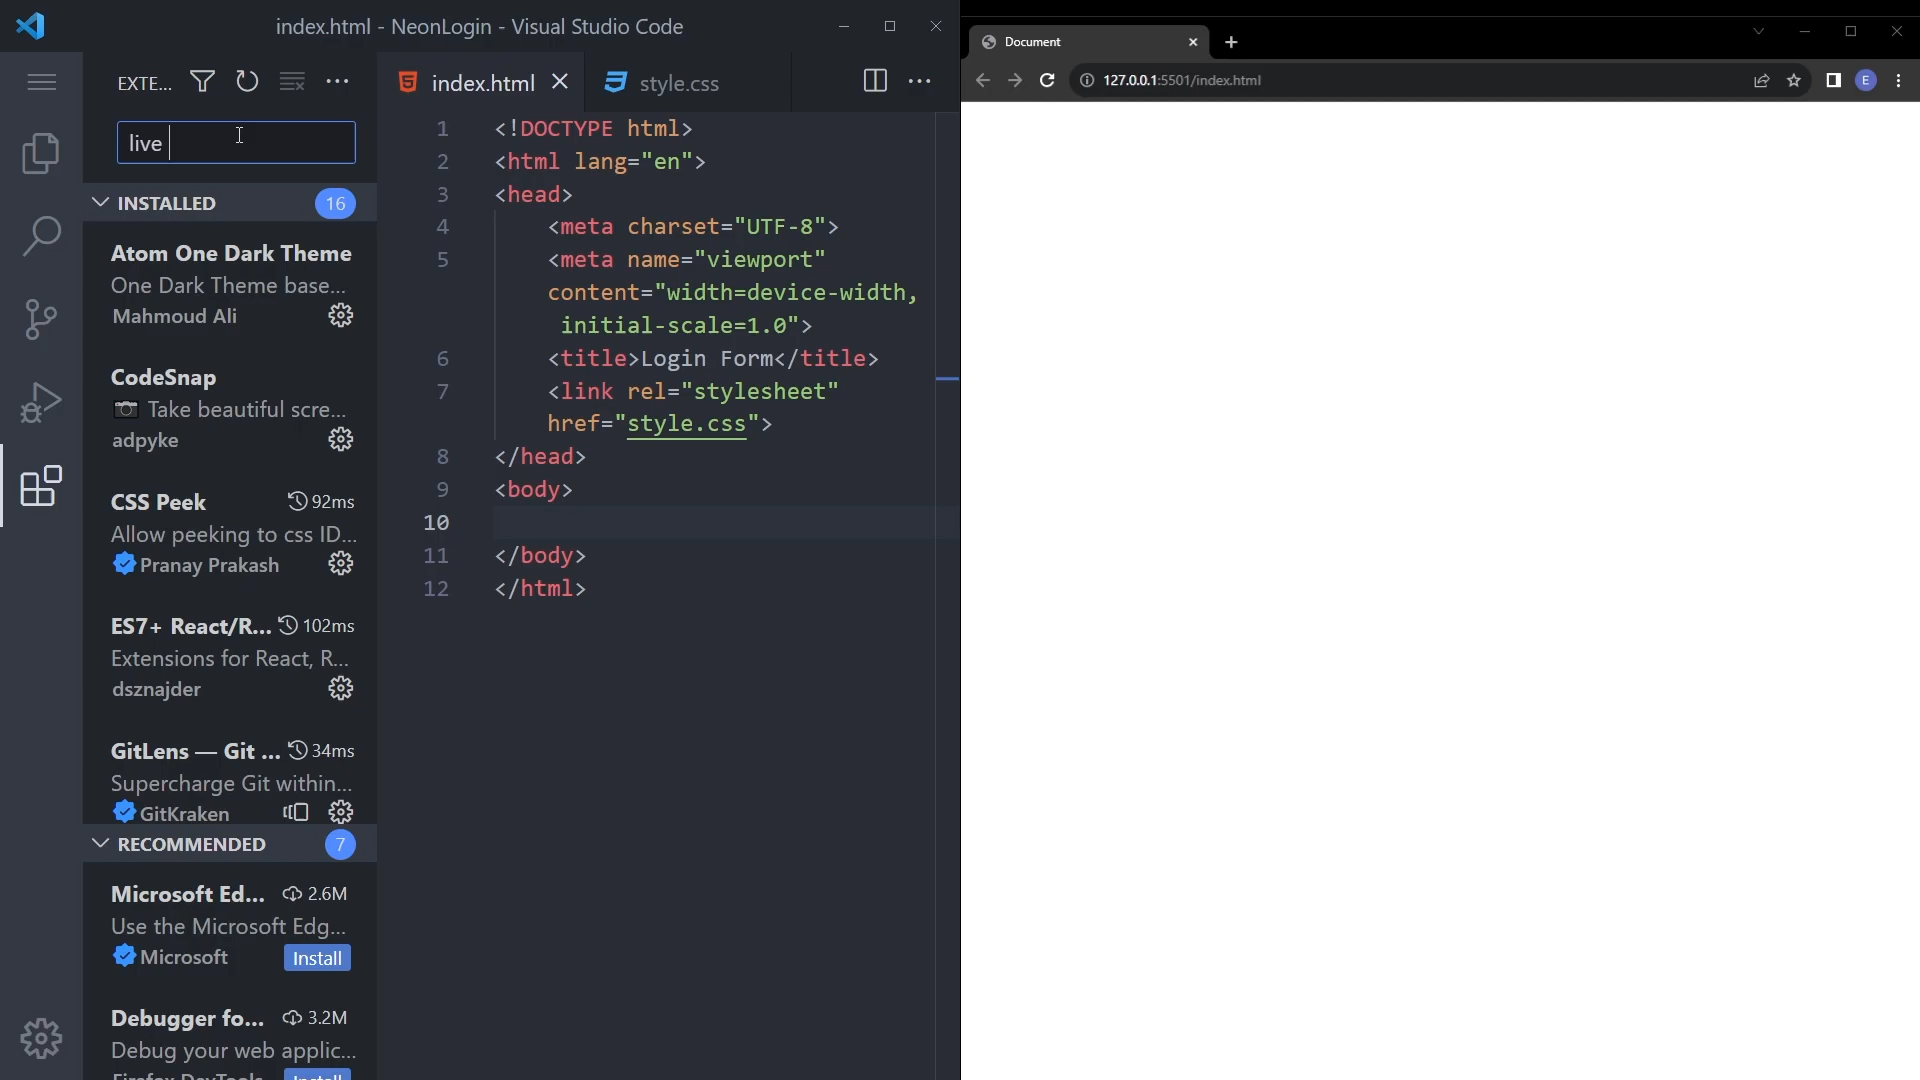 index.html - NeonLogin - Visual Studio Code
EXTE...
live
INSTALLED 16
Atom One Dark Theme
One Dark Theme base...
Mahmoud Ali
CodeSnap
📷 Take beautiful scre...
adpyke
CSS Peek 92ms
Allow peeking to css ID...
Pranay Prakash
ES7+ React/R... 102ms
Extensions for React, R...
dsznajder
GitLens — Git ... 34ms
Supercharge Git within...
GitKraken
RECOMMENDED 7
Microsoft Ed... 2.6M
Use the Microsoft Edg...
Microsoft Install
Debugger fo... 3.2M
Debug your web applic...
Firefox DevTools Install
index.html style.css
1 <!DOCTYPE html>
2 <html lang="en">
3 <head>
4 <meta charset="UTF-8">
5 <meta name="viewport"
content="width=device-width,
initial-scale=1.0">
6 <title>Login Form</title>
7 <link rel="stylesheet"
href="style.css">
8 </head>
9 <body>
10
11 </body>
12 </html>
Document
127.0.0.1:5501/index.html
E